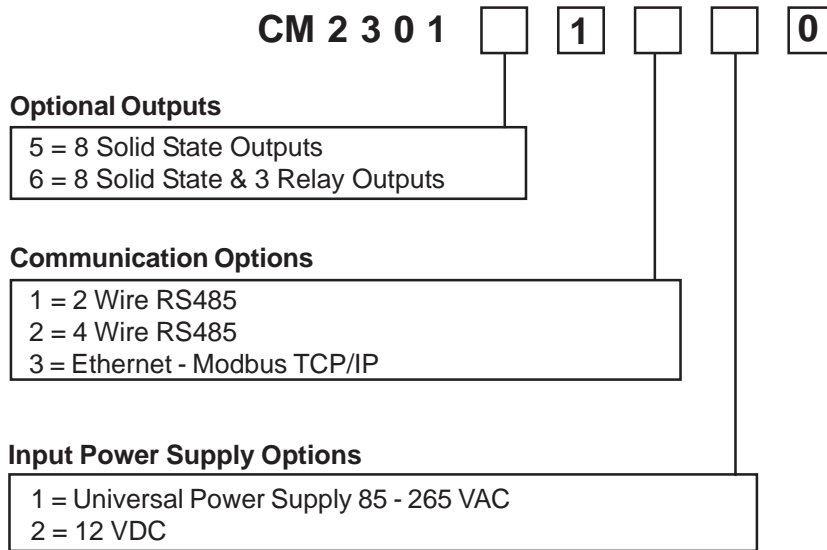 CM 2 3 0 1 1 0
Optional Outputs
5 = 8 Solid State Outputs
6 = 8 Solid State & 3 Relay Outputs
Communication Options
1 = 2 Wire RS485
2 = 4 Wire RS485
3 = Ethernet - Modbus TCP/IP
Input Power Supply Options
1 = Universal Power Supply 85 - 265 VAC
2 = 12 VDC